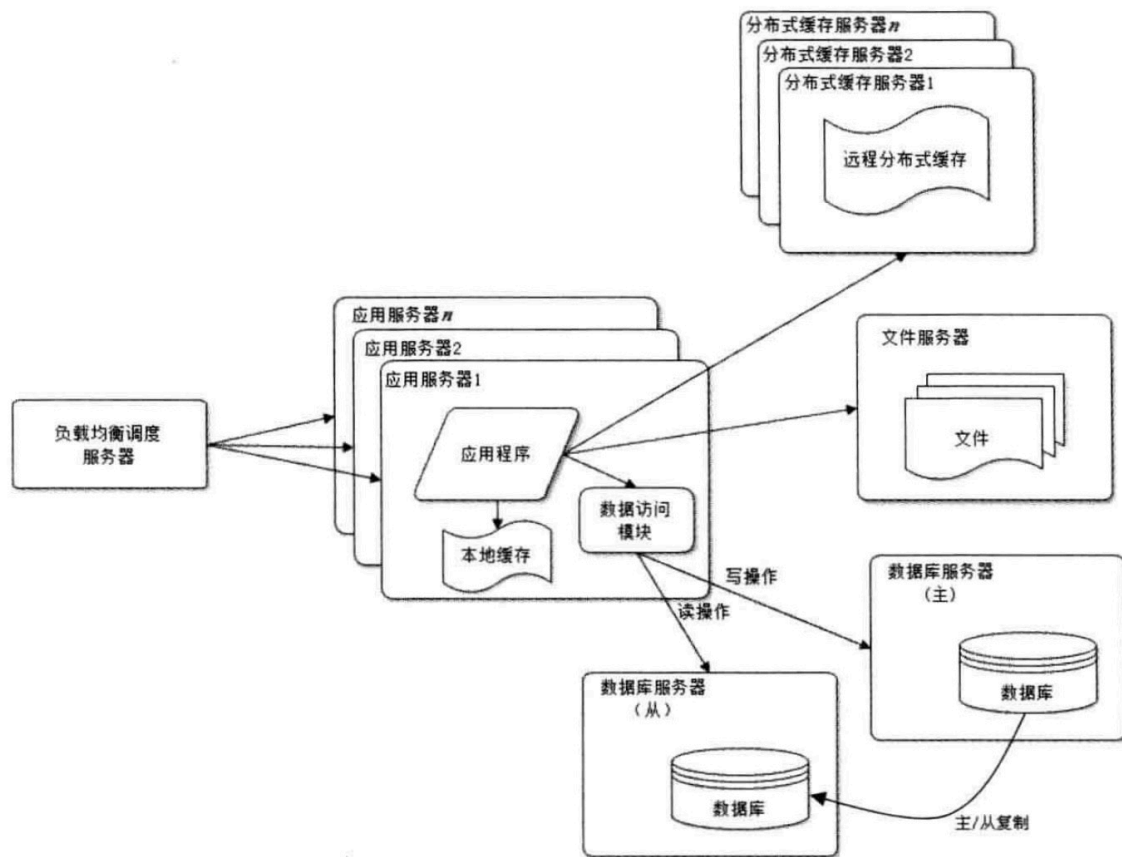 分布式缓存服务器n
分布式缓存服务器2
分布式缓存服务器1
远程分布式缓存
应用服务器n
应用服务器2
应用服务器1
文件服务器
负载均衡调度
服务器
应用程序
文件
数据访问
模块
本地缓存
写操作
读操作
数据库服务器
（主）
数据库
数据库服务器
（从）
数据库
主/从复制